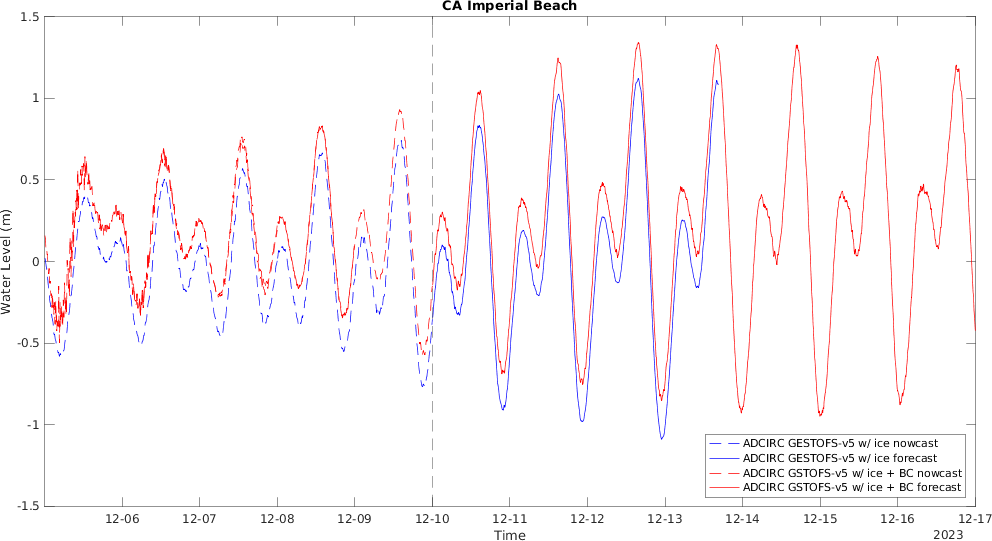 CA Imperial Beach
1.5
1
0.5
0
-0.5
-1
-1.5
Water Level (m)
12-06
12-07
12-08
12-09
12-10
12-11
12-12
12-13
12-14
12-15
12-16
12-17
Time
2023
ADCIRC GESTOFS-v5 w/ ice nowcast
ADCIRC GESTOFS-v5 w/ ice forecast
ADCIRC GSTOFS-v5 w/ ice + BC nowcast
ADCIRC GSTOFS-v5 w/ ice + BC forecast